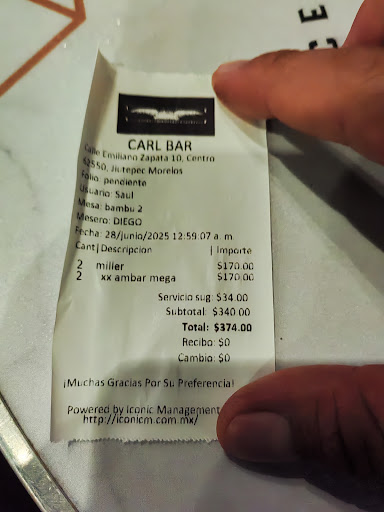 CARL BAR
Calle Emiliano Zapata 10, Centro
62550, Jiutepec Morelos
Folio: pendiente
Usuario: Saul
Mesa: bambu 2
Mesero: DIEGO
Fecha: 28/junio/2025 12:59:07 a. m.
Cant| Descripcion | Importe
2 miller $170.00
2 xx ambar mega $170.00
Servicio sug: $34.00
Subtotal: $340.00
Total: $374.00
Recibo: $0
Cambio: $0
¡Muchas Gracias Por Su Preferencia!
Powered by Iconic Management
http://iconicm.com.mx/
C E